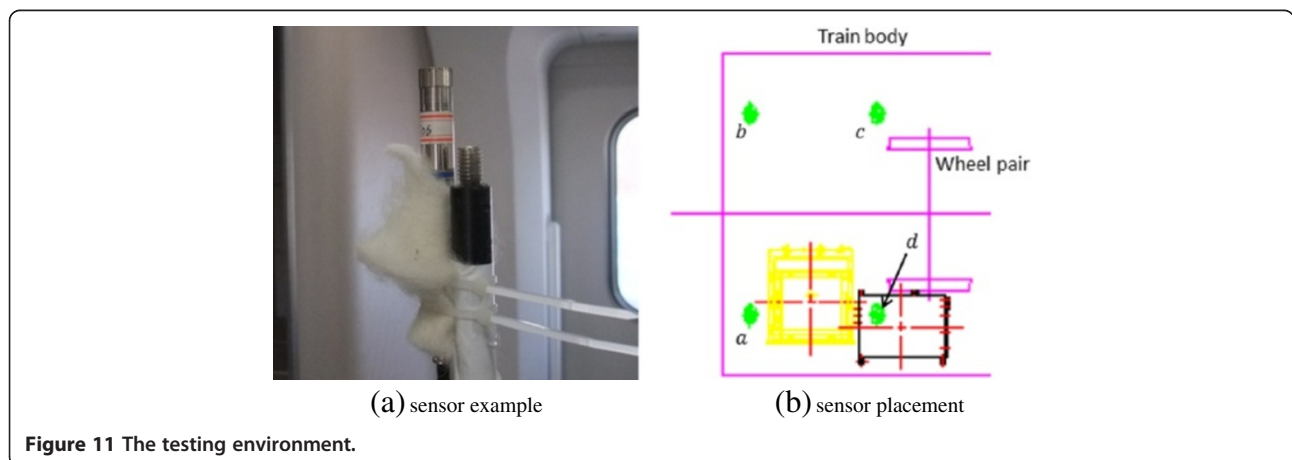 Train body
b
c
Wheel pair
d
a
(a) sensor example
(b) sensor placement
Figure 11 The testing environment.